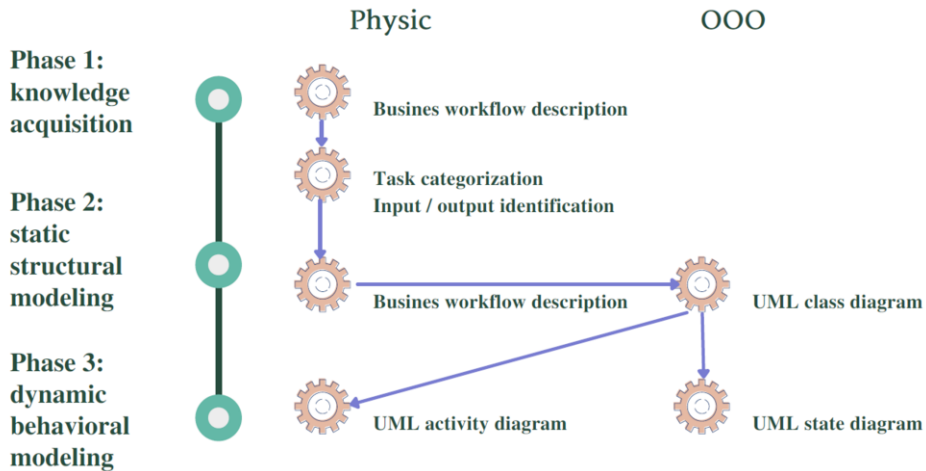 Physic
OOO
Phase 1:
knowledge
acquisition
Busines workflow description
Task categorization
Input / output identification
Phase 2:
static
structural
modeling
Busines workflow description
UML class diagram
Phase 3:
dynamic
behavioral
modeling
UML activity diagram
UML state diagram